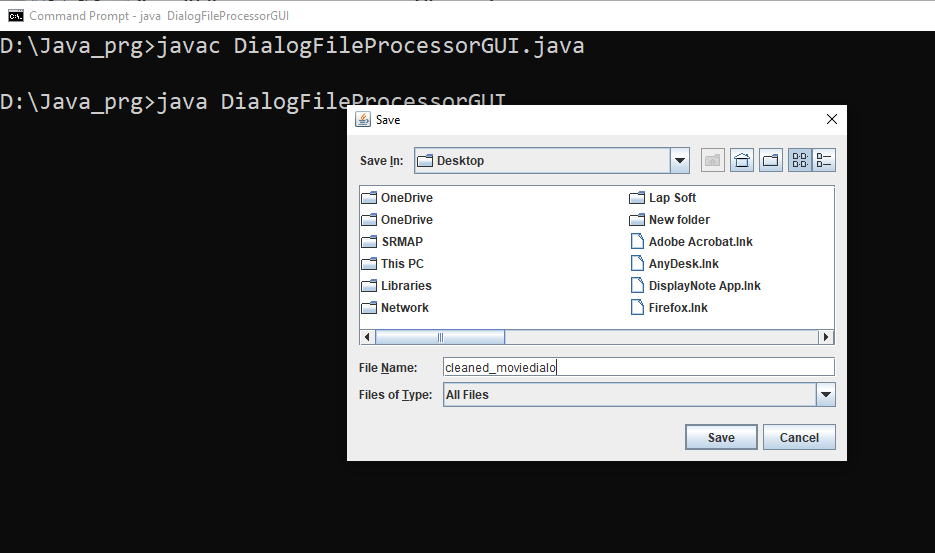 Command Prompt - java  DialogFileProcessorGUI
D:\Java_prg>javac DialogFileProcessorGUI.java
D:\Java_prg>java DialogFileProcessorGUI
Save
Save In: Desktop
OneDrive
OneDrive
SRMAP
This PC
Libraries
Network
Lap Soft
New folder
Adobe Acrobat.lnk
AnyDesk.lnk
DisplayNote App.lnk
Firefox.lnk
File Name: cleaned_moviedialo
Files of Type: All Files
Save Cancel